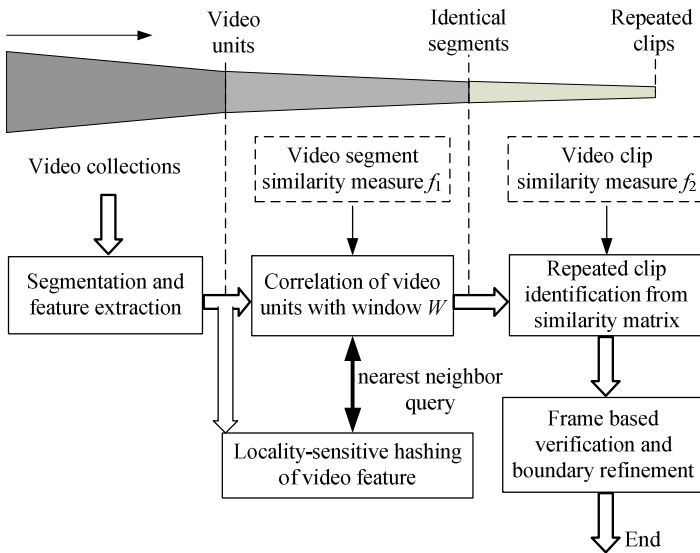 Video
units
Identical
segments
Repeated
clips
Video collections
Video segment
similarity measure f1
Video clip
similarity measure f2
Segmentation and
feature extraction
Correlation of video
units with window W
Repeated clip
identification from
similarity matrix
nearest neighbor
query
Locality-sensitive hashing
of video feature
Frame based
verification and
boundary refinement
End